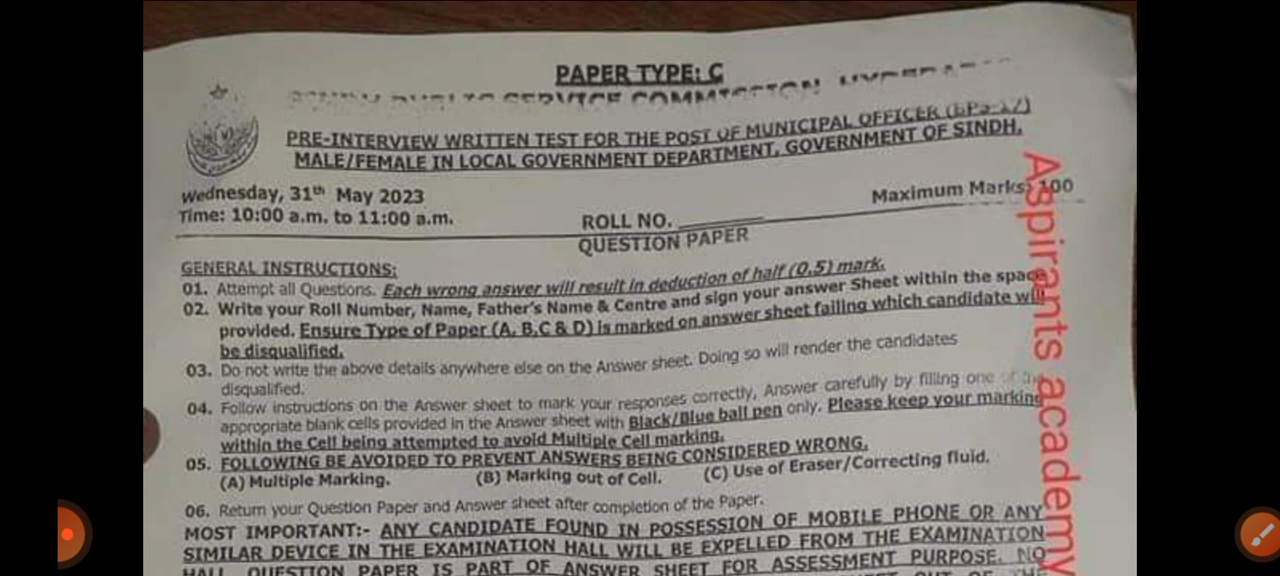 PAPER TYPE: C
SERVICE COMMISSION,
PRE-INTERVIEW WRITTEN TEST FOR THE POST OF MUNICIPAL OFFICER (BPS-17)
MALE/FEMALE IN LOCAL GOVERNMENT DEPARTMENT, GOVERNMENT OF SINDH.
Wednesday, 31th May 2023
Maximum Marks: 100
Time: 10:00 a.m. to 11:00 a.m.
ROLL NO.
QUESTION PAPER
GENERAL INSTRUCTIONS:
01. Attempt all Questions. Each wrong answer will result in deduction of half (0.5) mark.
02. Write your Roll Number, Name, Father's Name & Centre and sign your answer Sheet within the space
provided. Ensure Type of Paper (A, B,C & D) is marked on answer sheet failing which candidate will
be disqualified.
03. Do not write the above details anywhere else on the Answer sheet. Doing so will render the candidates
disqualified.
04. Follow instructions on the Answer sheet to mark your responses correctly, Answer carefully by filling one of the
appropriate blank cells provided in the Answer sheet with Black/Blue ball pen only. Please keep your marking
within the Cell being attempted to avoid Multiple Cell marking.
05. FOLLOWING BE AVOIDED TO PREVENT ANSWERS BEING CONSIDERED WRONG.
(A) Multiple Marking. (B) Marking out of Cell. (C) Use of Eraser/Correcting fluid.
06. Return your Question Paper and Answer sheet after completion of the Paper.
MOST IMPORTANT:- ANY CANDIDATE FOUND IN POSSESSION OF MOBILE PHONE OR ANY
SIMILAR DEVICE IN THE EXAMINATION HALL WILL BE EXPELLED FROM THE EXAMINATION
HALL. QUESTION PAPER IS PART OF ANSWER SHEET FOR ASSESSMENT PURPOSE. NO
Aspirants academy